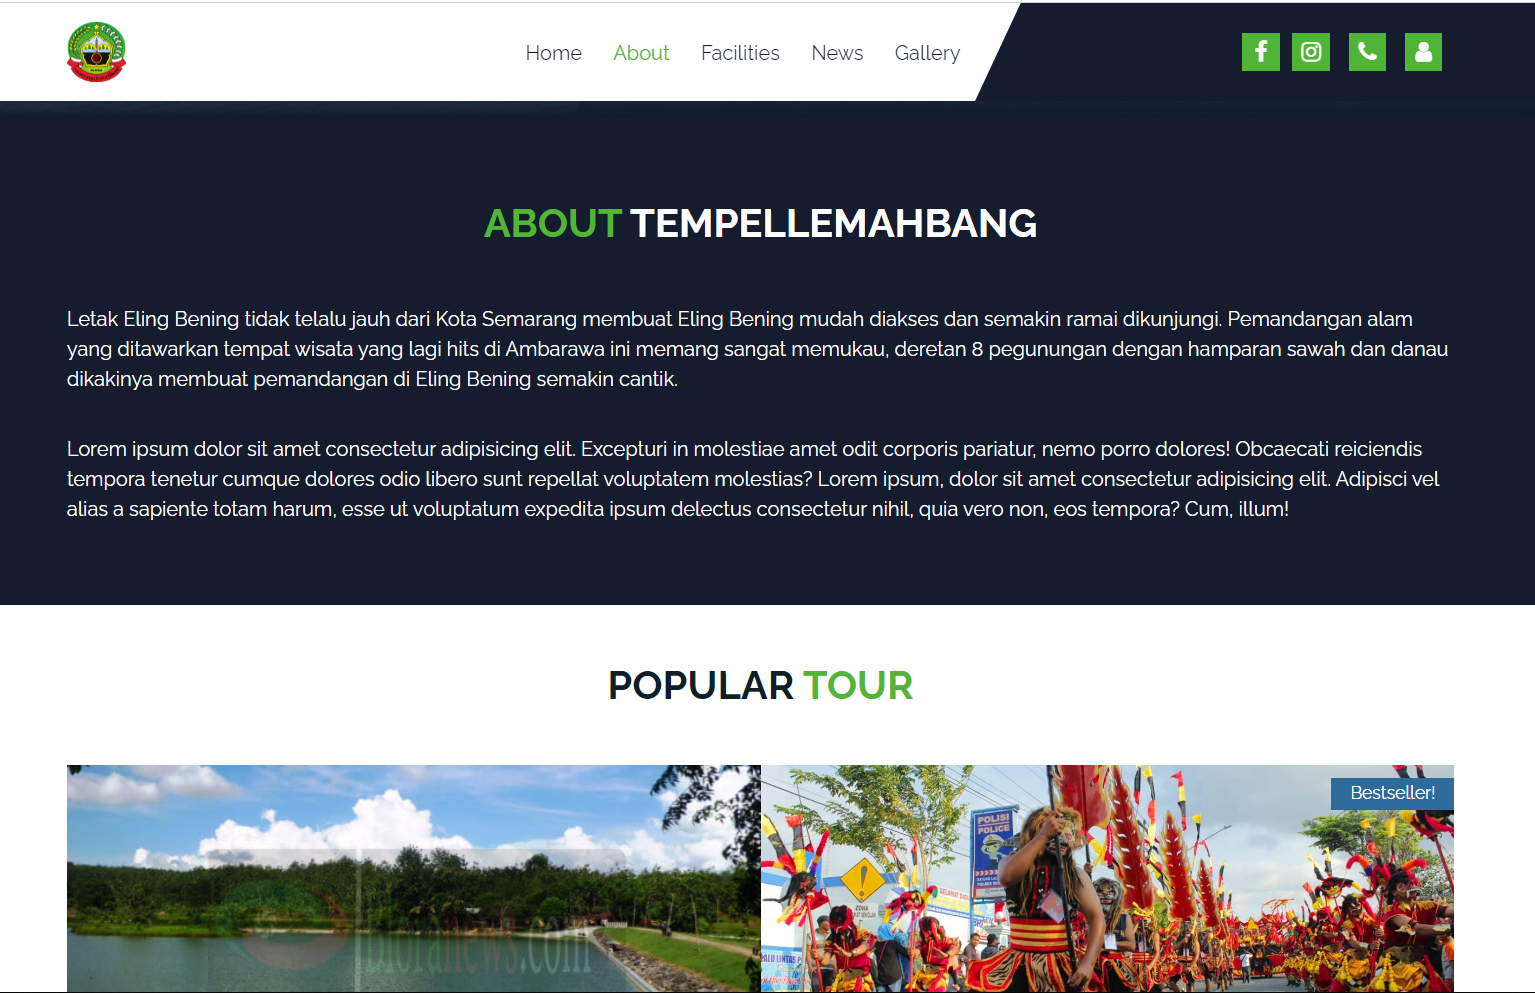 Home About Facilities News Gallery
ABOUT TEMPELLEMAHBANG
Letak Eling Bening tidak telalu jauh dari Kota Semarang membuat Eling Bening mudah diakses dan semakin ramai dikunjungi. Pemandangan alam
yang ditawarkan tempat wisata yang lagi hits di Ambarawa ini memang sangat memukau, deretan 8 pegunungan dengan hamparan sawah dan danau
dikakinya membuat pemandangan di Eling Bening semakin cantik.
Lorem ipsum dolor sit amet consectetur adipisicing elit. Excepturi in molestiae amet odit corporis pariatur, nemo porro dolores! Obcaecati reiciendis
tempora tenetur cumque dolores odio libero sunt repellat voluptatem molestias? Lorem ipsum, dolor sit amet consectetur adipisicing elit. Adipisci vel
alias a sapiente totam harum, esse ut voluptatum expedita ipsum delectus consectetur nihil, quia vero non, eos tempora? Cum, illum!
POPULAR TOUR
Bestseller!
POLISI
POLICE
ZONA
bloranews.com